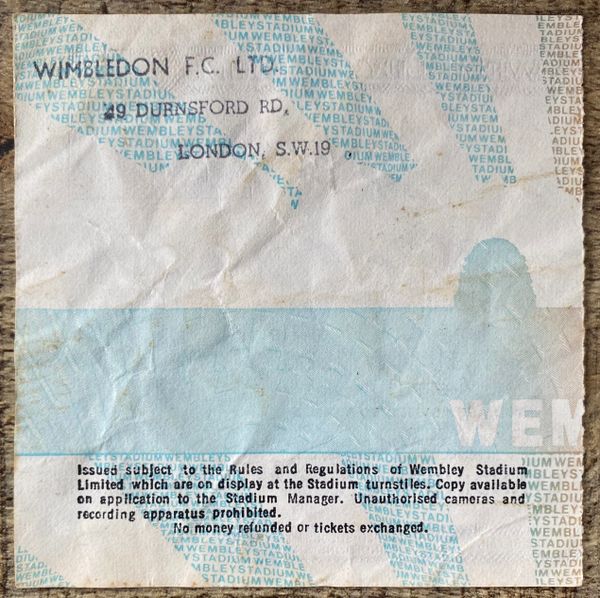 WIMBLEDON F.C. LTD.
49 DURNSFORD RD,
LONDON, S.W.19.
WEM
Issued subject to the Rules and Regulations of Wembley Stadium
Limited which are on display at the Stadium turnstiles. Copy available
on application to the Stadium Manager. Unauthorised cameras and
recording apparatus prohibited.
No money refunded or tickets exchanged.